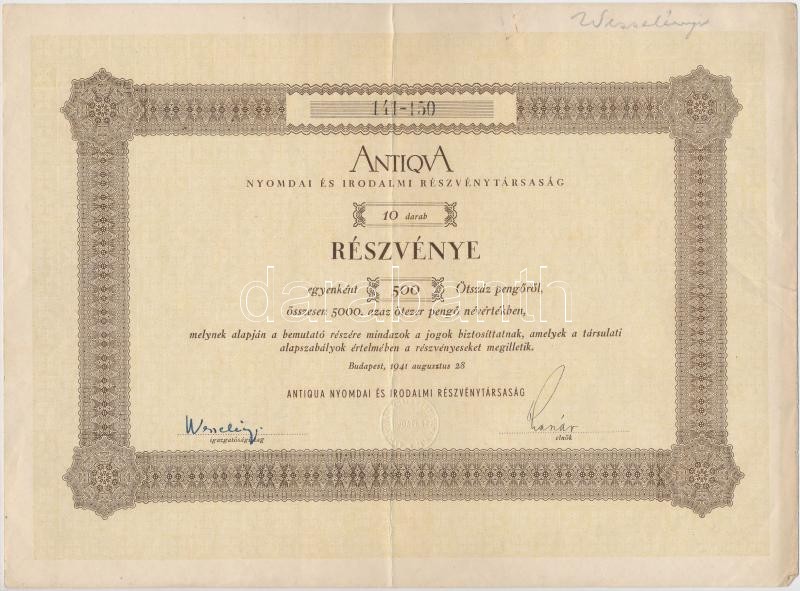 Wesselényi
141-150
ANTIQVA
NYOMDAI ÉS IRODALMI RÉSZVÉNYTÁRSASÁG
10 darab
RÉSZVÉNYE
egyenként 500 Ötszáz pengőről,
összesen 5000. azaz ötezer pengő névértékben,
darabanth
melynek alapján a bemutató részére mindazok a jogok biztosíttatnak, amelyek a társulati
alapszabályok értelmében a részvényeseket megilletik.
Budapest, 1941 augusztus 28
ANTIQUA NYOMDAI ÉS IRODALMI RÉSZVÉNYTÁRSASÁG
igazgatósági tag
elnök